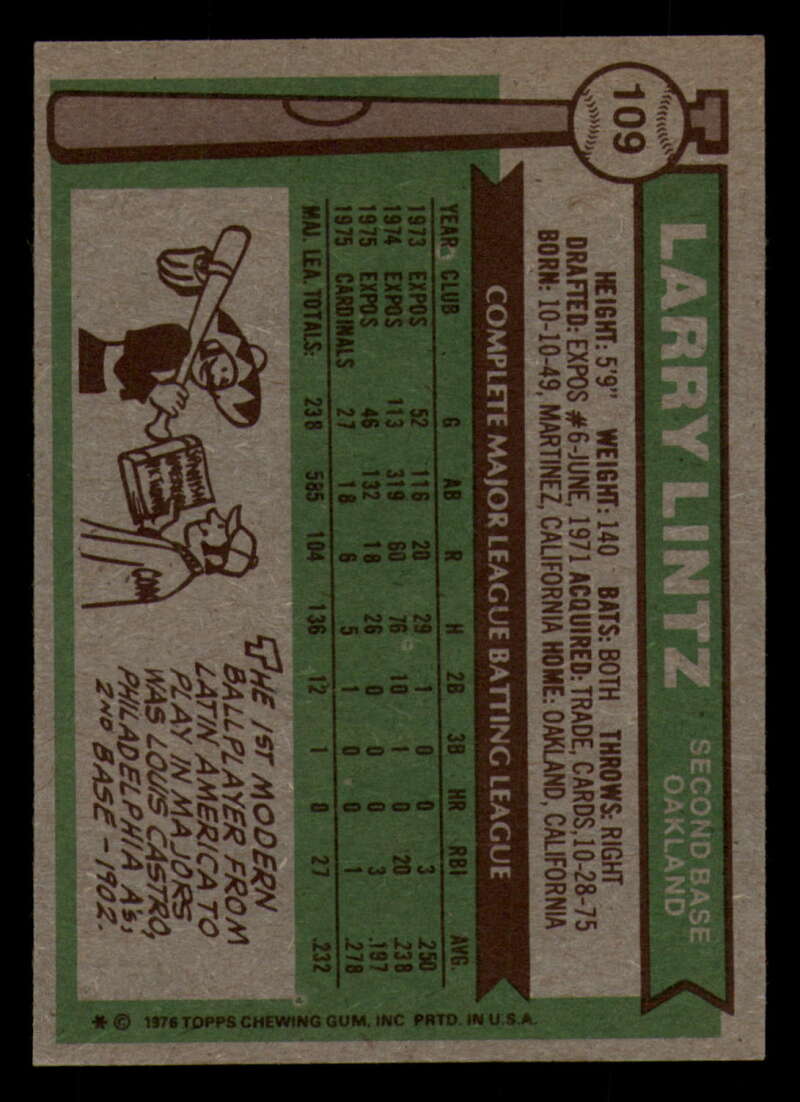 109
LARRY LINTZ
SECOND BASE
OAKLAND
HEIGHT: 5'9" WEIGHT: 140 BATS: BOTH THROWS: RIGHT
DRAFTED: EXPOS #6-JUNE, 1971 ACQUIRED: TRADE, CARDS, 10-28-75
BORN: 10-10-49, MARTINEZ, CALIFORNIA HOME: OAKLAND, CALIFORNIA
COMPLETE MAJOR LEAGUE BATTING LEAGUE
YEAR CLUB G AB R H 2B 3B HR RBI AVG.
1973 EXPOS 52 116 20 29 1 0 0 3 .250
1974 EXPOS 113 319 60 76 10 1 0 20 .238
1975 EXPOS 46 132 18 26 0 0 0 3 .197
1975 CARDINALS 27 18 6 5 1 0 0 1 .278
MAJ. LEA. TOTALS: 238 585 104 136 12 1 0 27 .232
SPANISH
THE 1ST MODERN
BALLPLAYER FROM
LATIN AMERICA TO
PLAY IN MAJORS
WAS LOUIS CASTRO,
PHILADELPHIA A's,
2ND BASE - 1902.
* © 1976 TOPPS CHEWING GUM, INC PRTD. IN U.S.A.